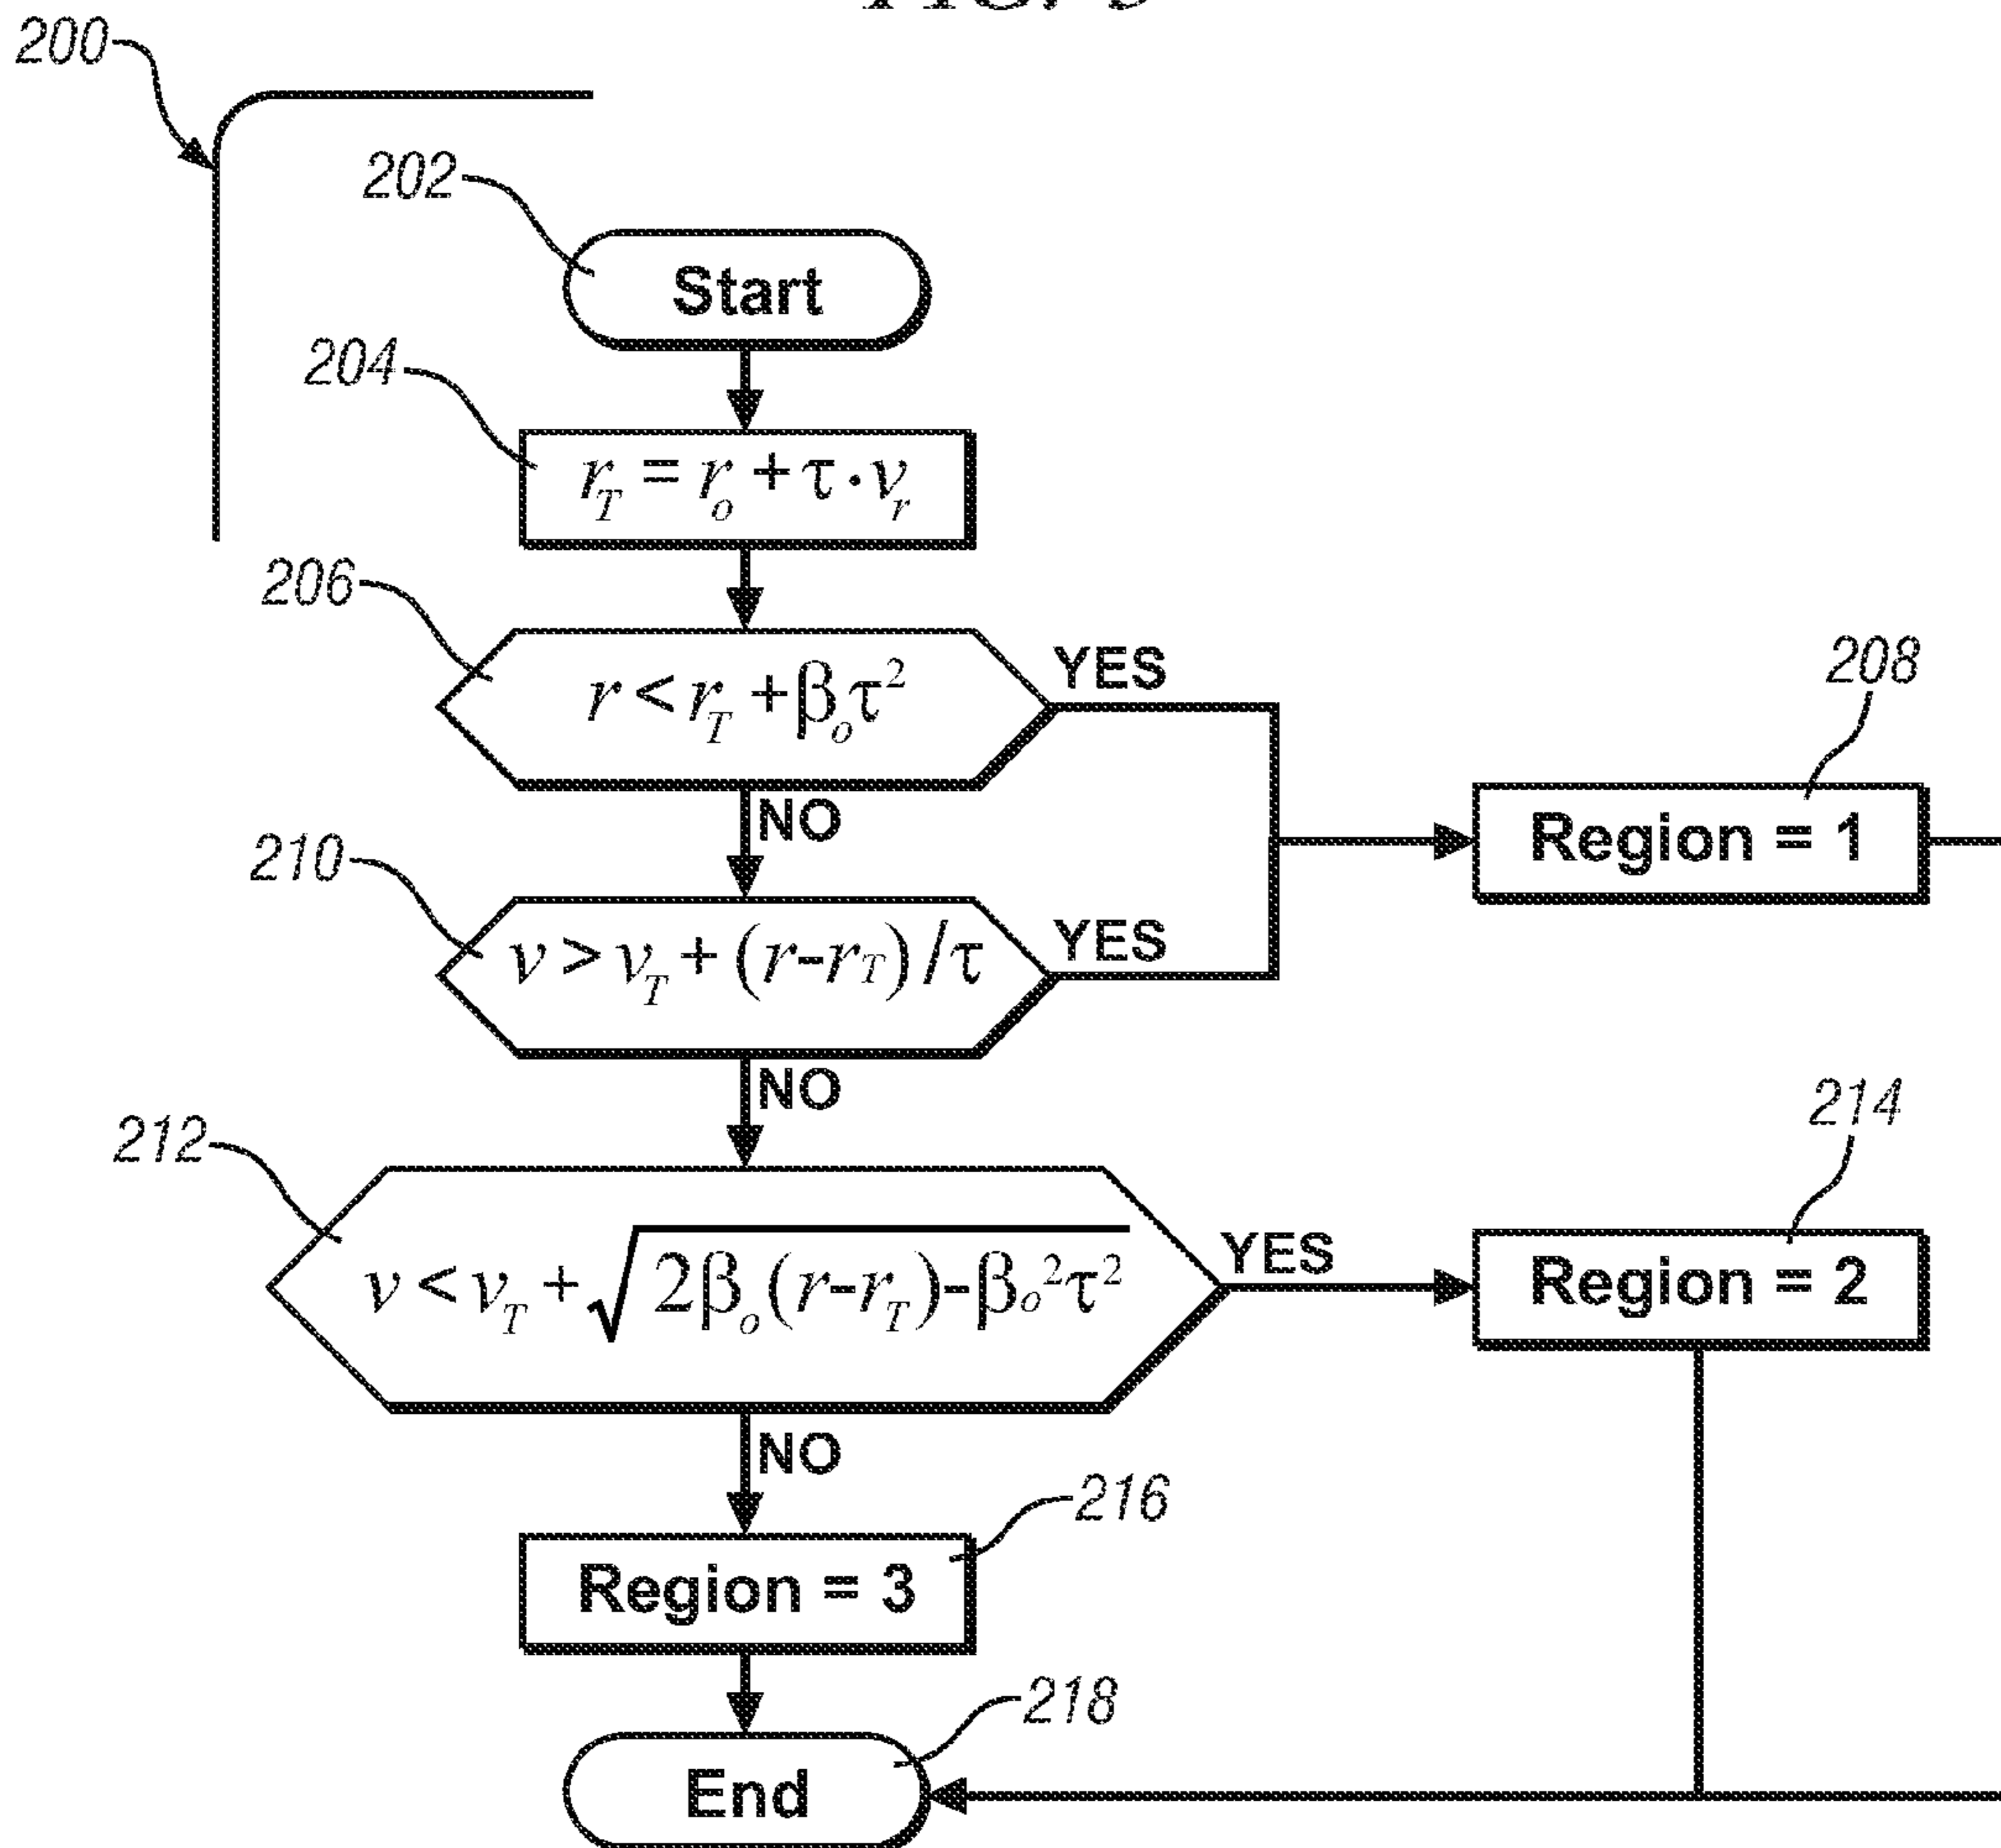 200
202
Start
204
r_T = r_o + τ · v_r
206
r < r_T + β_o τ²
YES
208
Region = 1
NO
210
v > v_T + (r-r_T) /τ
YES
NO
212
v < v_T + √2β_o(r-r_T)-β_o²τ²
YES
214
Region = 2
NO
216
Region = 3
218
End